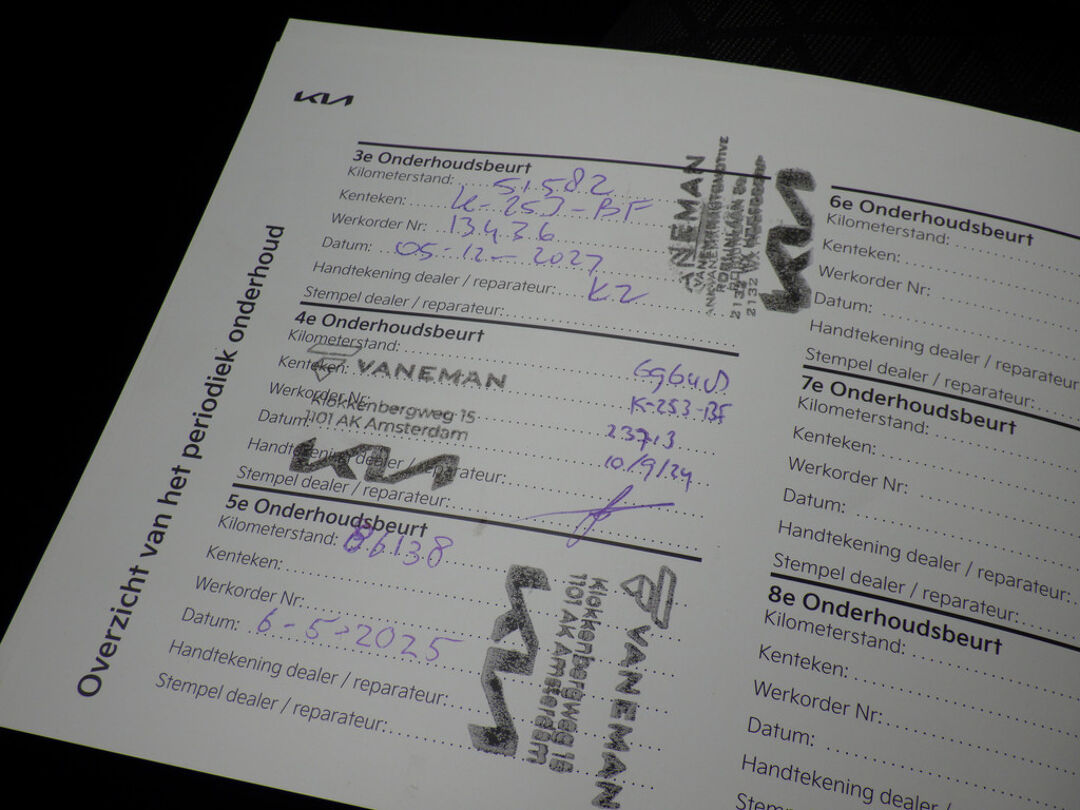 KIA
Overzicht van het periodiek onderhoud
3e Onderhoudsbeurt
Kilometerstand: 51582
Kenteken: K-253-BF
Werkorder Nr: 13436
Datum: 05-12-2027
Handtekening dealer / reparateur: KZ
Stempel dealer / reparateur:
VANEMAN
KIA
4e Onderhoudsbeurt
Kilometerstand:
Kenteken: K-253-BF
Werkorder Nr: 23713
Datum: 10/9/24
Handtekening dealer / reparateur:
Stempel dealer / reparateur:
VANEMAN
Klokkenbergweg 15
1101 AK Amsterdam
KIA
5e Onderhoudsbeurt
Kilometerstand: 86138
Kenteken:
Werkorder Nr:
Datum: 6-5-2025
Handtekening dealer / reparateur:
Stempel dealer / reparateur:
VANEMAN
Klokkenbergweg 15
1101 AK Amsterdam
KIA
6e Onderhoudsbeurt
Kilometerstand:
Kenteken:
Werkorder Nr:
Datum:
Handtekening dealer / reparateur
Stempel dealer / reparateur:
7e Onderhoudsbeurt
Kilometerstand:
Kenteken:
Werkorder Nr:
Datum:
Handtekening dealer / reparateur:
Stempel dealer / reparateur:
8e Onderhoudsbeurt
Kilometerstand:
Kenteken:
Werkorder Nr:
Datum:
Handtekening dealer /
Stempel dealer